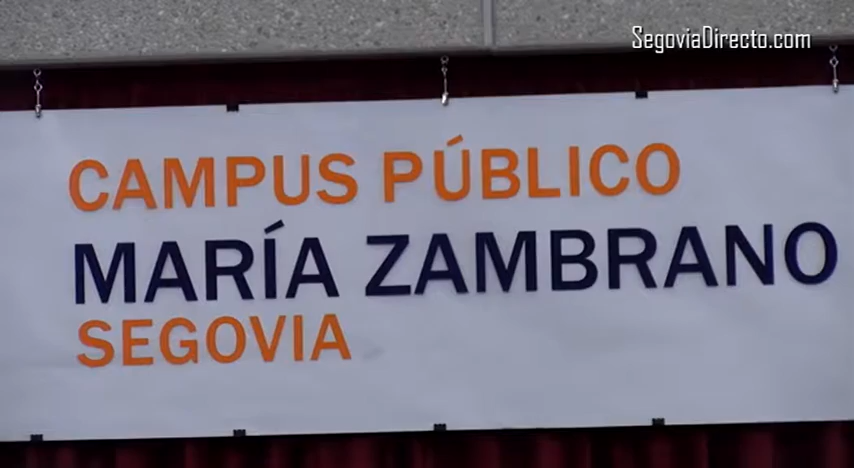 SegoviaDirecto.com
CAMPUS PÚBLICO
MARÍA ZAMBRANO
SEGOVIA